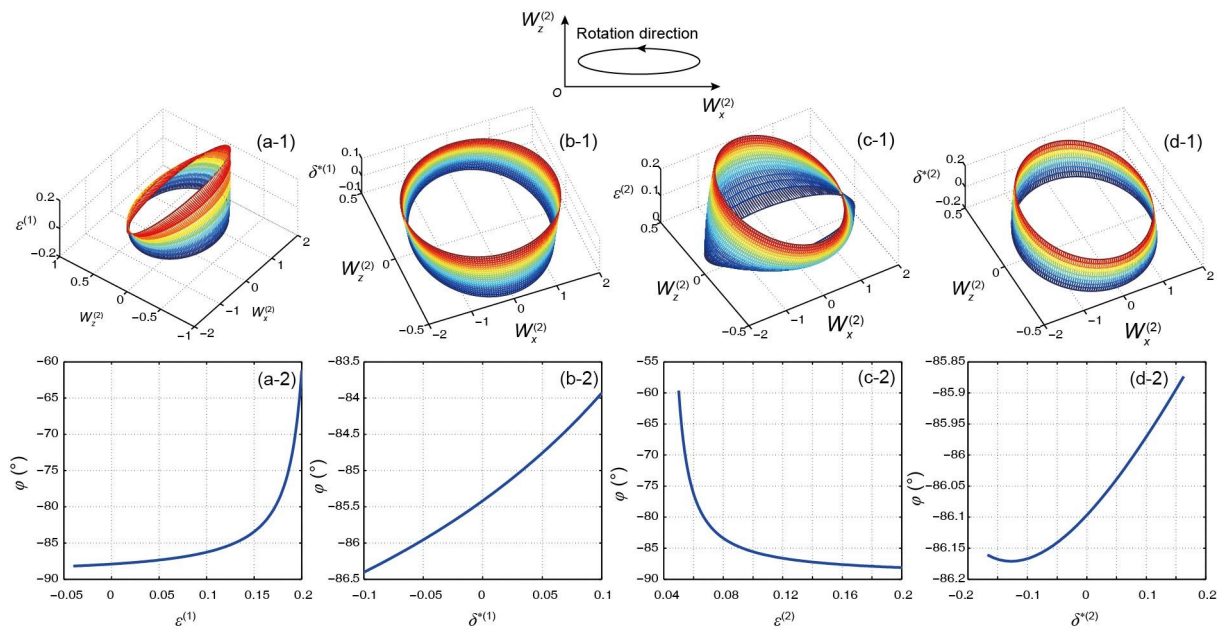 W_z^(2)
Rotation direction
O
W_x^(2)
(a-1)
0.2
0
−0.2
ε^(1)
1
0.5
0
−0.5
−1
W_z^(2)
−2
−1
0
1
2
W_x^(2)
(b-1)
0.1
0
−0.1
δ*^(1)
0.5
0
−0.5
W_z^(2)
−2
−1
0
1
2
W_x^(2)
(c-1)
0.2
0.1
0
ε^(2)
0.5
0
−0.5
W_z^(2)
−2
−1
0
1
2
W_x^(2)
(d-1)
0.2
0
−0.2
δ*^(2)
0.5
0
−0.5
W_z^(2)
−2
−1
0
1
2
W_x^(2)
(a-2)
−60
−65
−70
−75
−80
−85
−90
φ (°)
−0.05 0 0.05 0.1 0.15 0.2
ε^(1)
(b-2)
−83.5
−84
−84.5
−85
−85.5
−86
−86.5
φ (°)
−0.1 −0.05 0 0.05 0.1
δ*^(1)
(c-2)
−55
−60
−65
−70
−75
−80
−85
−90
φ (°)
0.04 0.08 0.12 0.16 0.2
ε^(2)
(d-2)
−85.85
−85.9
−85.95
−86
−86.05
−86.1
−86.15
−86.2
φ (°)
−0.2 −0.1 0 0.1 0.2
δ*^(2)